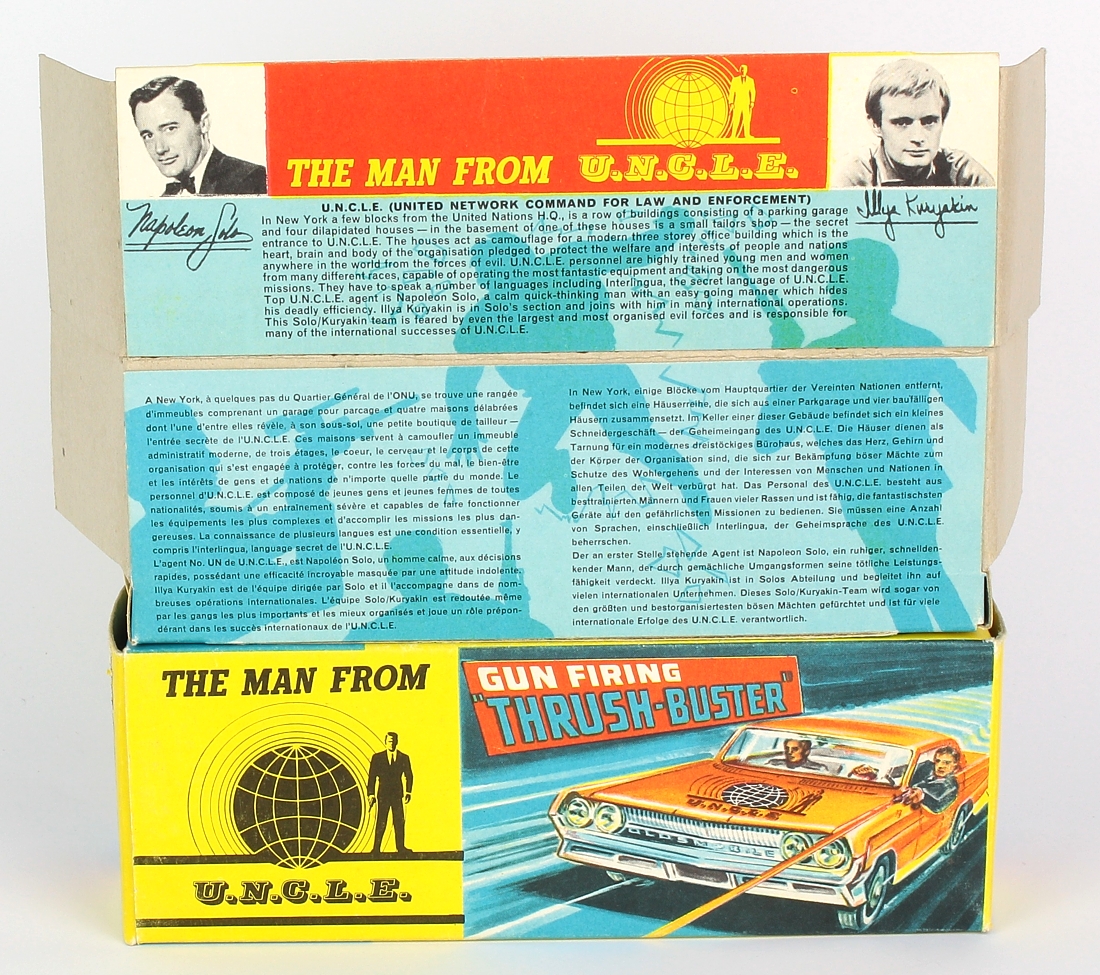 THE MAN FROM U.N.C.L.E.
Napoleon Solo
Illya Kuryakin
U.N.C.L.E. (UNITED NETWORK COMMAND FOR LAW AND ENFORCEMENT)
In New York a few blocks from the United Nations H.Q., is a row of buildings consisting of a parking garage
and four dilapidated houses — in the basement of one of these houses is a small tailors shop — the secret
entrance to U.N.C.L.E. The houses act as camouflage for a modern three storey office building which is the
heart, brain and body of the organisation pledged to protect the welfare and interests of people and nations
anywhere in the world from the forces of evil. U.N.C.L.E. personnel are highly trained young men and women
from many different races, capable of operating the most fantastic equipment and taking on the most dangerous
missions. They have to speak a number of languages including Interlingua, the secret language of U.N.C.L.E.
Top U.N.C.L.E. agent is Napoleon Solo, a calm quick-thinking man with an easy going manner which hides
his deadly efficiency. Illya Kuryakin is in Solo's section and joins with him in many international operations.
This Solo/Kuryakin team is feared by even the largest and most organised evil forces and is responsible for
many of the international successes of U.N.C.L.E.
A New York, à quelques pas du Quartier Général de l'ONU, se trouve une rangée
d'immeubles comprenant un garage pour parcage et quatre maisons délabrées
dont l'une d'entre elles révèle, à son sous-sol, une petite boutique de tailleur —
l'entrée secrète de l'U.N.C.L.E. Ces maisons servent à camoufler un immeuble
administratif moderne, de trois étages, le coeur, le cerveau et le corps de cette
organisation qui s'est engagée à protéger, contre les forces du mal, le bien-être
et les intérêts de gens et de nations de n'importe quelle partie du monde. Le
personnel d'U.N.C.L.E. est composé de jeunes gens et jeunes femmes de toutes
nationalités, soumis à un entraînement sévère et capables de faire fonctionner
les équipements les plus complexes et d'accomplir les missions les plus dan-
gereuses. La connaissance de plusieurs langues est une condition essentielle, y
compris l'interlingua, language secret de l'U.N.C.L.E.
L'agent No. UN de U.N.C.L.E., est Napoléon Solo, un homme calme, aux décisions
rapides, possédant une efficacité incroyable masquée par une attitude indolente.
Illya Kuryakin est de l'équipe dirigée par Solo et il l'accompagne dans de nom-
breuses opérations internationales. L'équipe Solo/Kuryakin est redoutée même
par les gangs les plus importants et les mieux organisés et joue un rôle prépon-
dérant dans les succès internationaux de l'U.N.C.L.E.
In New York, einige Blöcke vom Hauptquartier der Vereinten Nationen entfernt,
befindet sich eine Häuserreihe, die sich aus einer Parkgarage und vier baufälligen
Häusern zusammensetzt. Im Keller einer dieser Gebäude befindet sich ein kleines
Schneidergeschäft — der Geheimeingang des U.N.C.L.E. Die Häuser dienen als
Tarnung für ein modernes dreistöckiges Bürohaus, welches das Herz, Gehirn und
der Körper der Organisation sind, die sich zur Bekämpfung böser Mächte zum
Schutze des Wohlergehens und der Interessen von Menschen und Nationen in
allen Teilen der Welt verbürgt hat. Das Personal des U.N.C.L.E. besteht aus
besttrainierten Männern und Frauen vieler Rassen und ist fähig, die fantastischsten
Geräte auf den gefährlichsten Missionen zu bedienen. Sie müssen eine Anzahl
von Sprachen, einschließlich Interlingua, der Geheimsprache des U.N.C.L.E.
beherrschen.
Der an erster Stelle stehende Agent ist Napoleon Solo, ein ruhiger, schnelldenk-
kender Mann, der durch gemächliche Umgangsformen seine tötliche Leistungs-
fähigkeit verdeckt. Illya Kuryakin ist in Solos Abteilung und begleitet ihn auf
vielen internationalen Unternehmen. Dieses Solo/Kuryakin-Team wird sogar von
den größten und bestorganisiertesten bösen Mächten gefürchtet und ist für viele
internationale Erfolge des U.N.C.L.E. verantwortlich.
THE MAN FROM
U.N.C.L.E.
GUN FIRING
"THRUSH-BUSTER"
U.N.C.L.E.
OLDSMOBILE